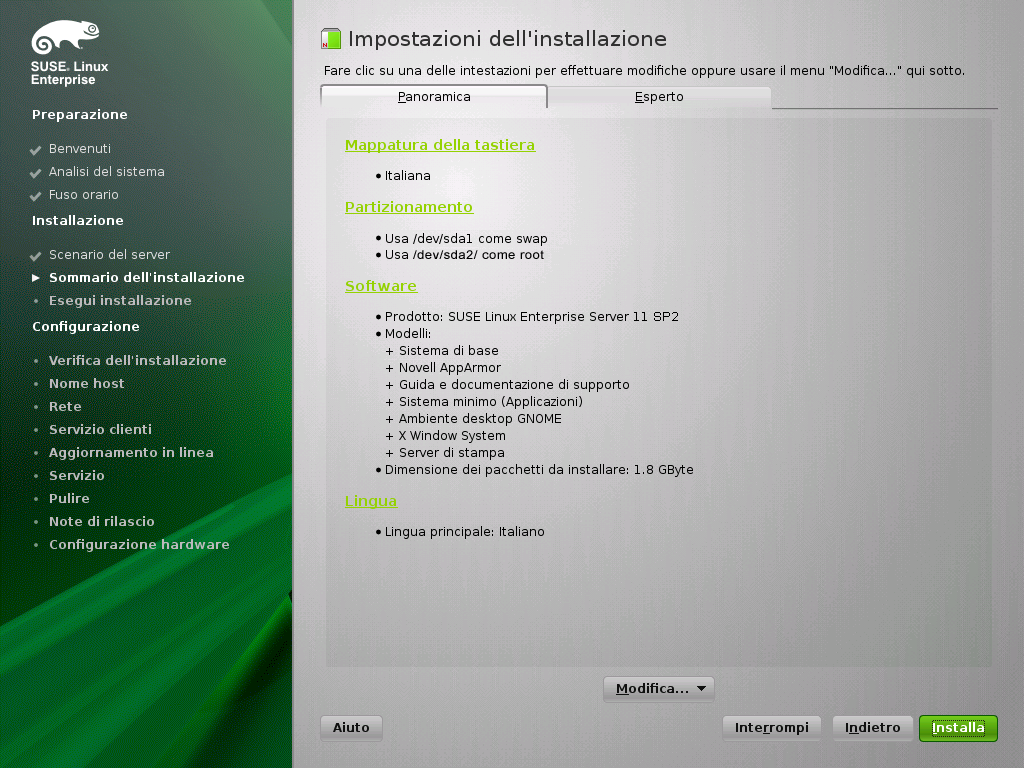 SUSE. Linux
Enterprise
Preparazione
Benvenuti
Analisi del sistema
Fuso orario
Installazione
Scenario del server
Sommario dell'installazione
Esegui installazione
Configurazione
Verifica dell'installazione
Nome host
Rete
Servizio clienti
Aggiornamento in linea
Servizio
Pulire
Note di rilascio
Configurazione hardware
Impostazioni dell'installazione
Fare clic su una delle intestazioni per effettuare modifiche oppure usare il menu "Modifica..." qui sotto.
Panoramica Esperto
Mappatura della tastiera
• Italiana
Partizionamento
• Usa /dev/sda1 come swap
• Usa /dev/sda2/ come root
Software
• Prodotto: SUSE Linux Enterprise Server 11 SP2
• Modelli:
+ Sistema di base
+ Novell AppArmor
+ Guida e documentazione di supporto
+ Sistema minimo (Applicazioni)
+ Ambiente desktop GNOME
+ X Window System
+ Server di stampa
• Dimensione dei pacchetti da installare: 1.8 GByte
Lingua
• Lingua principale: Italiano
Modifica...
Aiuto Interrompi Indietro Installa